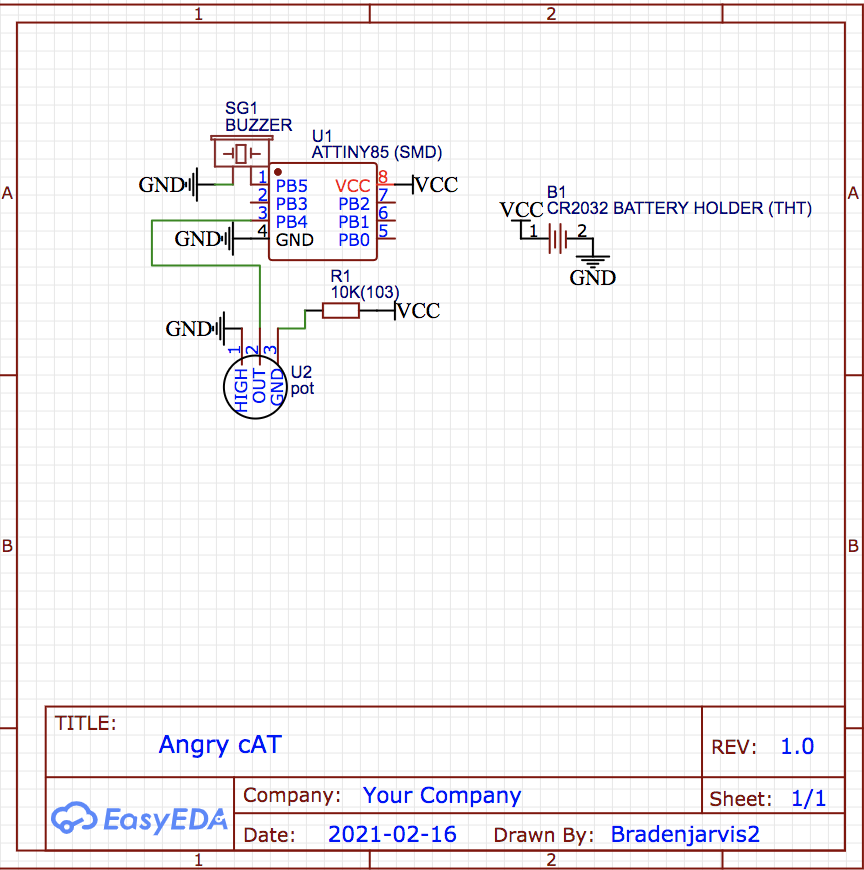 1 2
SG1
BUZZER
U1
ATTINY85 (SMD)
A
A
GND
1 PB5
2 PB3
3 PB4
4 GND
VCC 8
PB2 7
PB1 6
PB0 5
VCC
GND
B1
VCC CR2032 BATTERY HOLDER (THT)
1 2
GND
R1
10K(103)
VCC
GND
1 2 3
HIGH
OUT
GND
U2
pot
B
B
TITLE:
Angry cAT
REV: 1.0
EasyEDA
Company: Your Company
Sheet: 1/1
Date: 2021-02-16 Drawn By: Bradenjarvis2
1 2